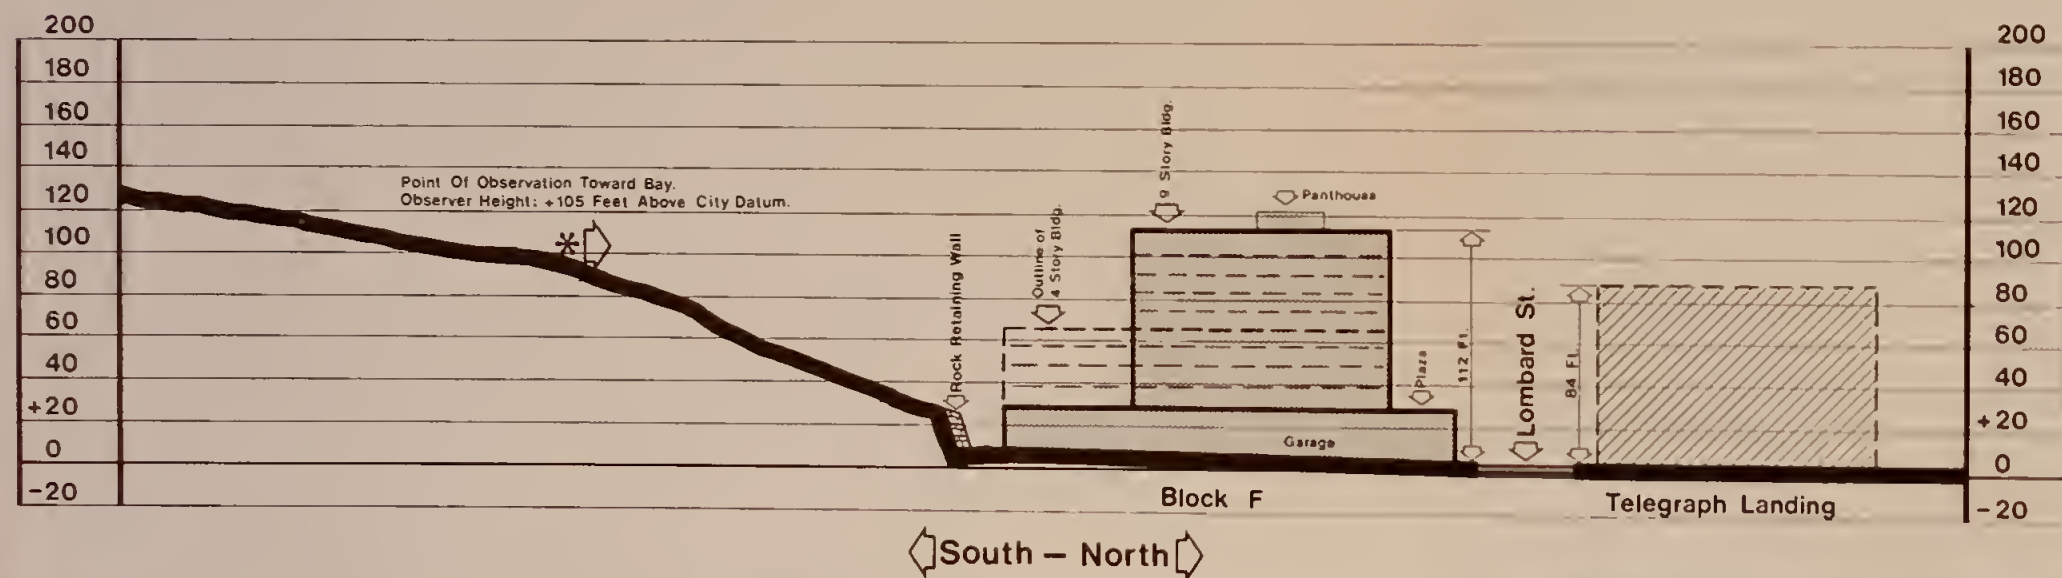 200
180
160
140
120
100
80
60
40
+20
0
-20
Point Of Observation Toward Bay.
Observer Height: +105 Feet Above City Datum.
*
Rock Retaining Wall
Outline of
4 Story Bldg.
9 Story Bldg.
Panthouse
Plaza
Garage
112 Ft.
Lombard St.
84 Ft.
200
180
160
140
120
100
80
60
40
+20
0
-20
Block F
Telegraph Landing
South – North